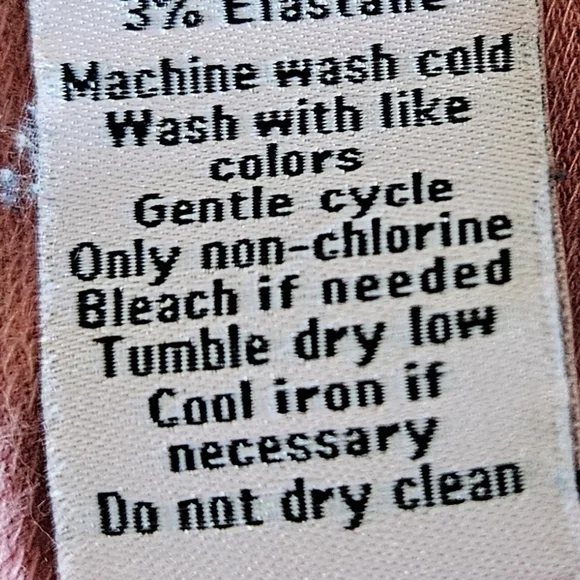 3% Elastane
Machine wash cold
Wash with like
colors
Gentle cycle
Only non-chlorine
Bleach if needed
Tumble dry low
Cool iron if
necessary
Do not dry clean